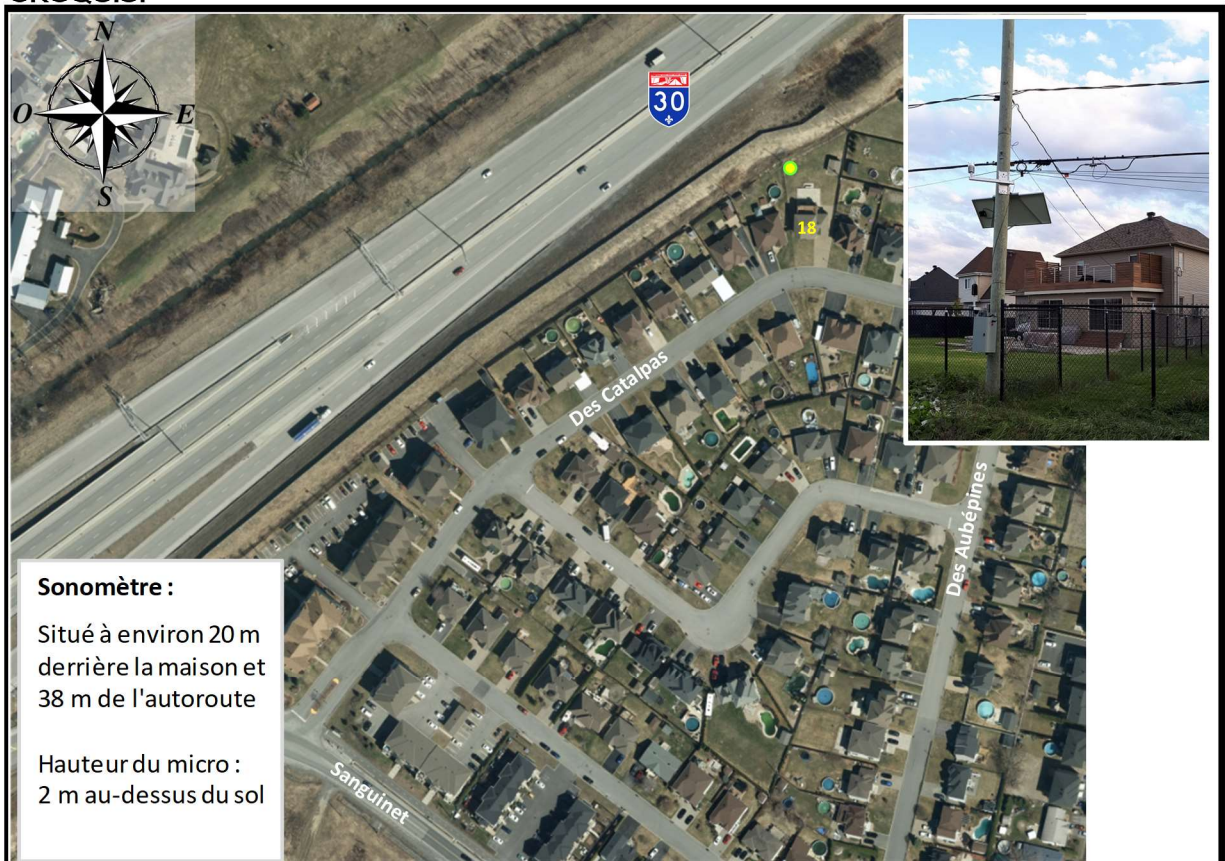 CROQUIS:
N
O
E
S
30
18
Des Catalpas
Des Aubépines
Sanguinet
Sonomètre :
Situé à environ 20 m
derrière la maison et
38 m de l'autoroute
Hauteur du micro :
2 m au-dessus du sol